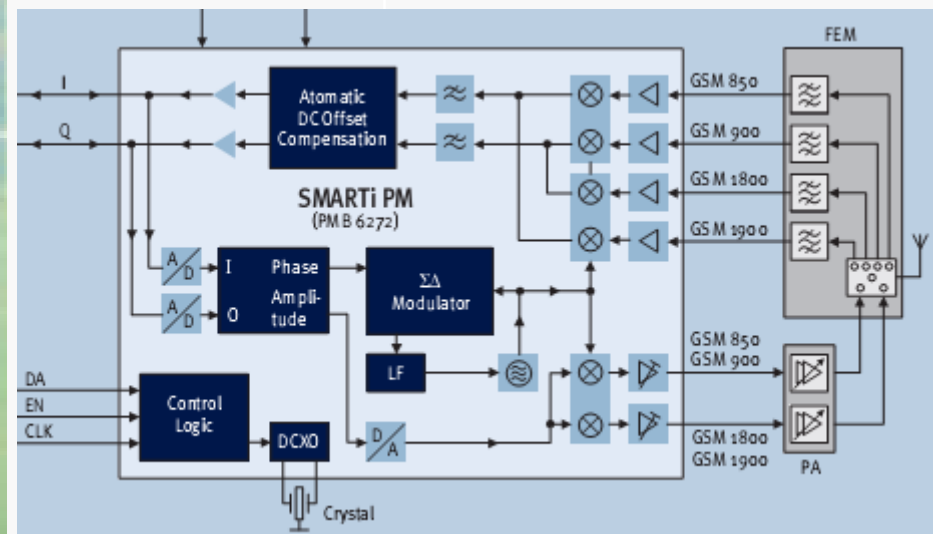 FEM
I
GSM 850
Atomatic
DC Offset
Compensation
Q
GSM 900
SMARTi PM
(PMB 6272)
GSM 1800
GSM 1900
A
D
I Phase
Ampli-
O tude
A
D
ΣΔ
Modulator
LF
GSM 850
GSM 900
DA
EN
CLK
Control
Logic
DCXO
D
A
GSM 1800
GSM 1900
PA
Crystal